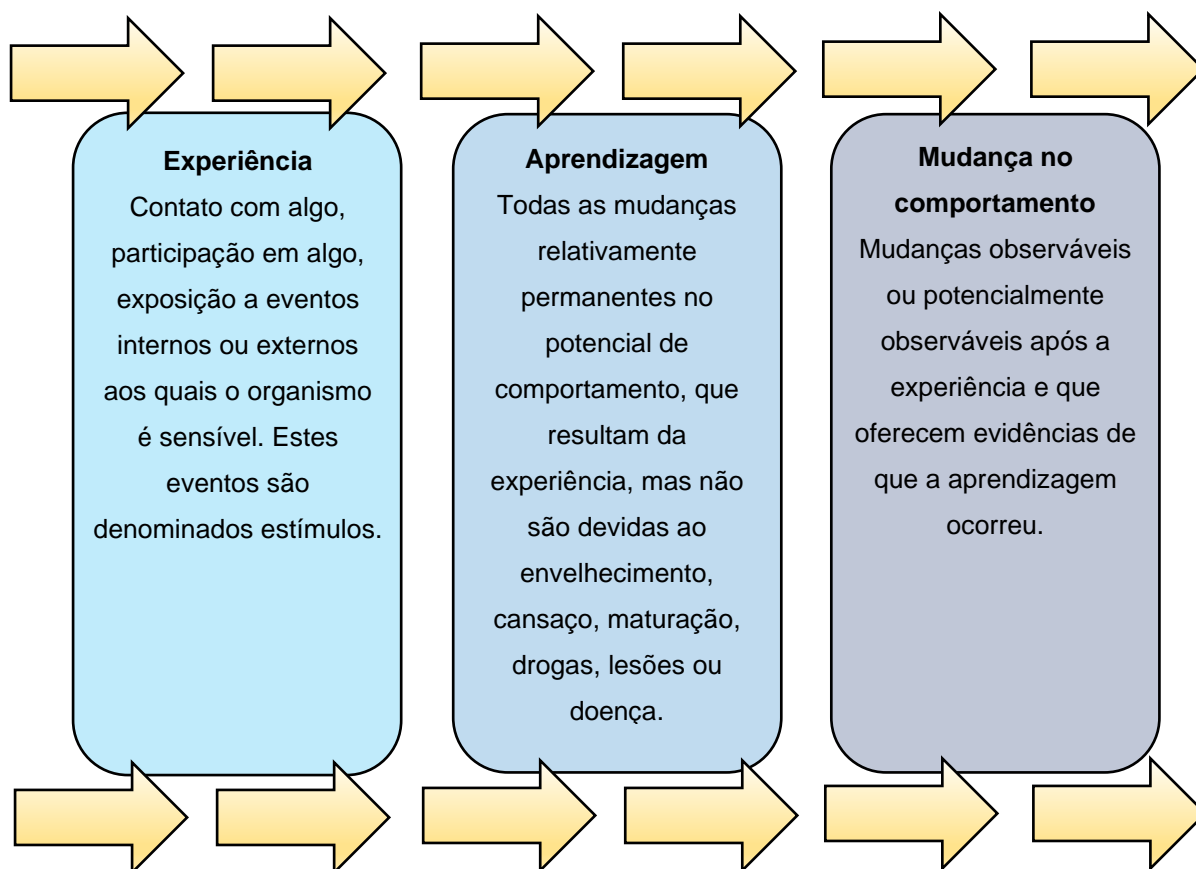 Experiência
Contato com algo,
participação em algo,
exposição a eventos
internos ou externos
aos quais o organismo
é sensível. Estes
eventos são
denominados estímulos.
Aprendizagem
Todas as mudanças
relativamente
permanentes no
potencial de
comportamento, que
resultam da
experiência, mas não
são devidas ao
envelhecimento,
cansaço, maturação,
drogas, lesões ou
doença.
Mudança no
comportamento
Mudanças observáveis
ou potencialmente
observáveis após a
experiência e que
oferecem evidências de
que a aprendizagem
ocorreu.